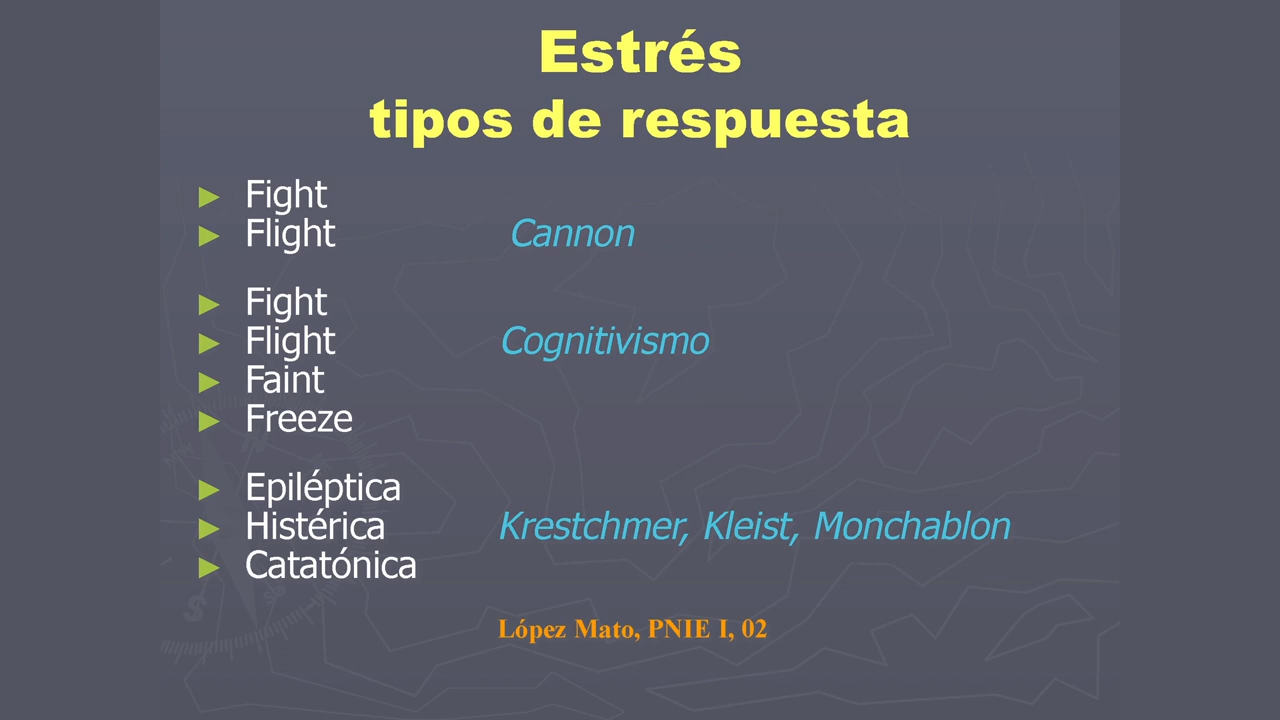 Estrés
tipos de respuesta
► Fight
► Flight Cannon
► Fight
► Flight Cognitivismo
► Faint
► Freeze
► Epiléptica
► Histérica Krestchmer, Kleist, Monchablon
► Catatónica
López Mato, PNIE I, 02